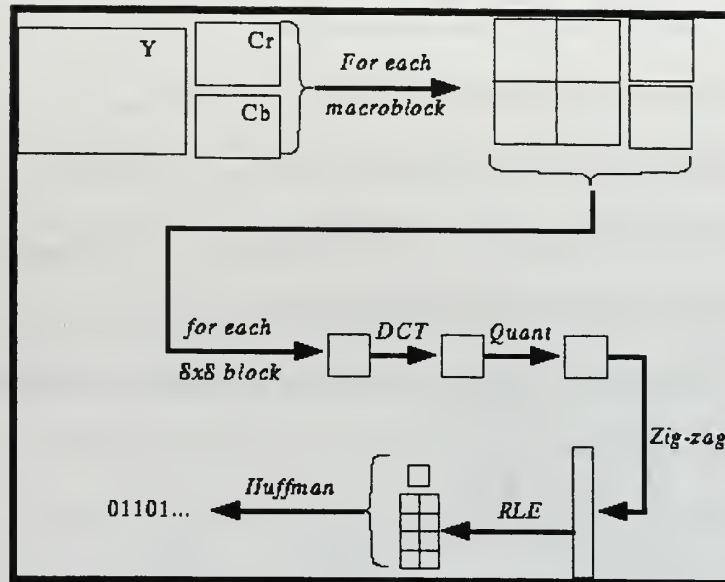 Y
Cr
Cb
For each
macroblock
for each
8x8 block
DCT
Quant
Zig-zag
RLE
Huffman
01101...